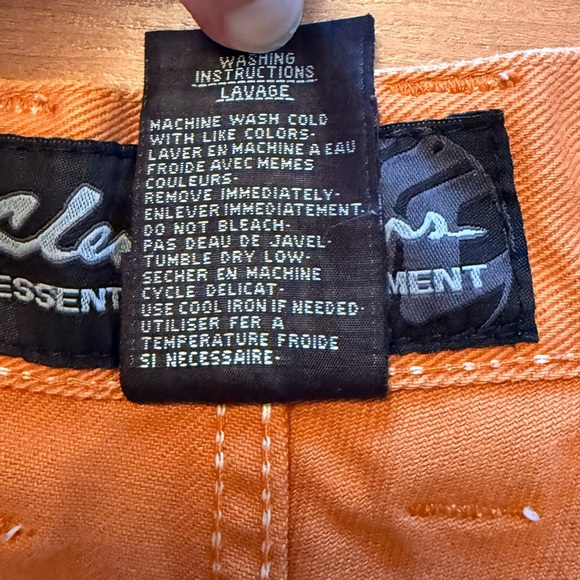 WASHING
INSTRUCTIONS
LAVAGE
MACHINE WASH COLD
WITH LIKE COLORS-
LAVER EN MACHINE A EAU
FROIDE AVEC MEMES
COULEURS-
REMOVE IMMEDIATELY-
ENLEVER IMMEDIATEMENT-
DO NOT BLEACH-
PAS DEAU DE JAVEL-
TUMBLE DRY LOW-
SECHER EN MACHINE
CYCLE DELICAT-
USE COOL IRON IF NEEDED-
UTILISER FER A
TEMPERATURE FROIDE
SI NECESSAIRE-